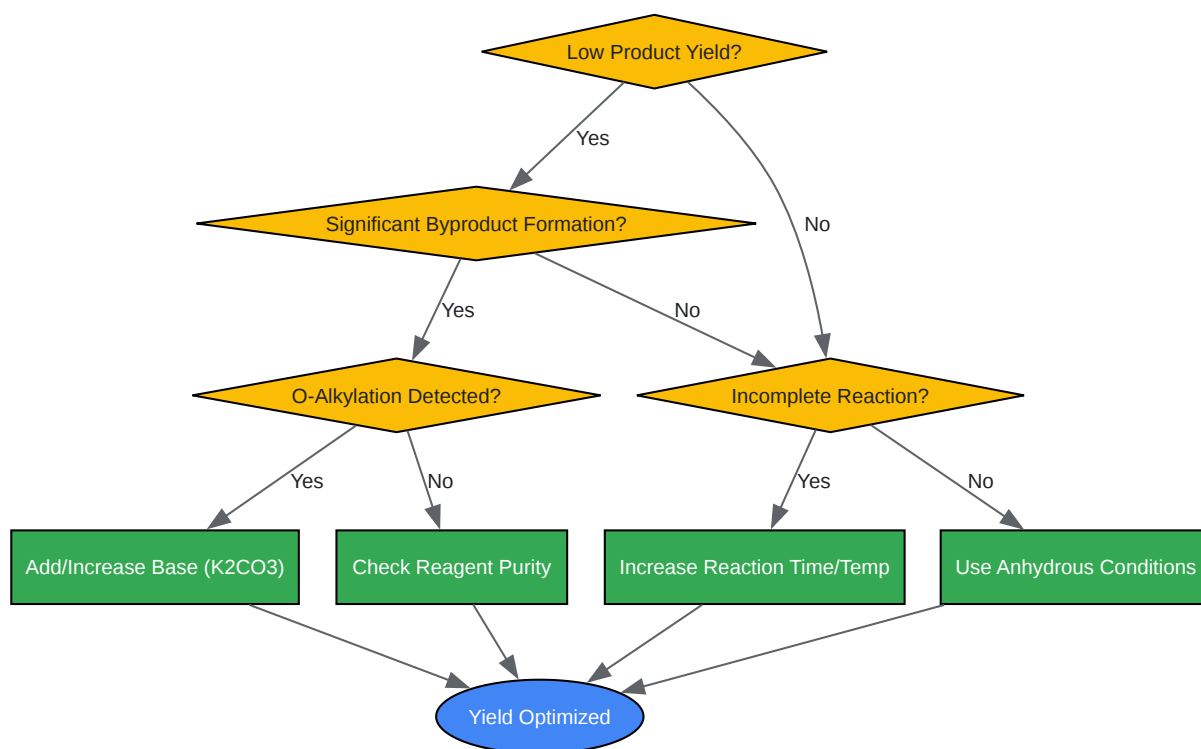 Low Product Yield?
Yes
Significant Byproduct Formation?
No
Yes
No
O-Alkylation Detected?
Incomplete Reaction?
Yes
No
Yes
No
Add/Increase Base (K2CO3)
Check Reagent Purity
Increase Reaction Time/Temp
Use Anhydrous Conditions
Yield Optimized